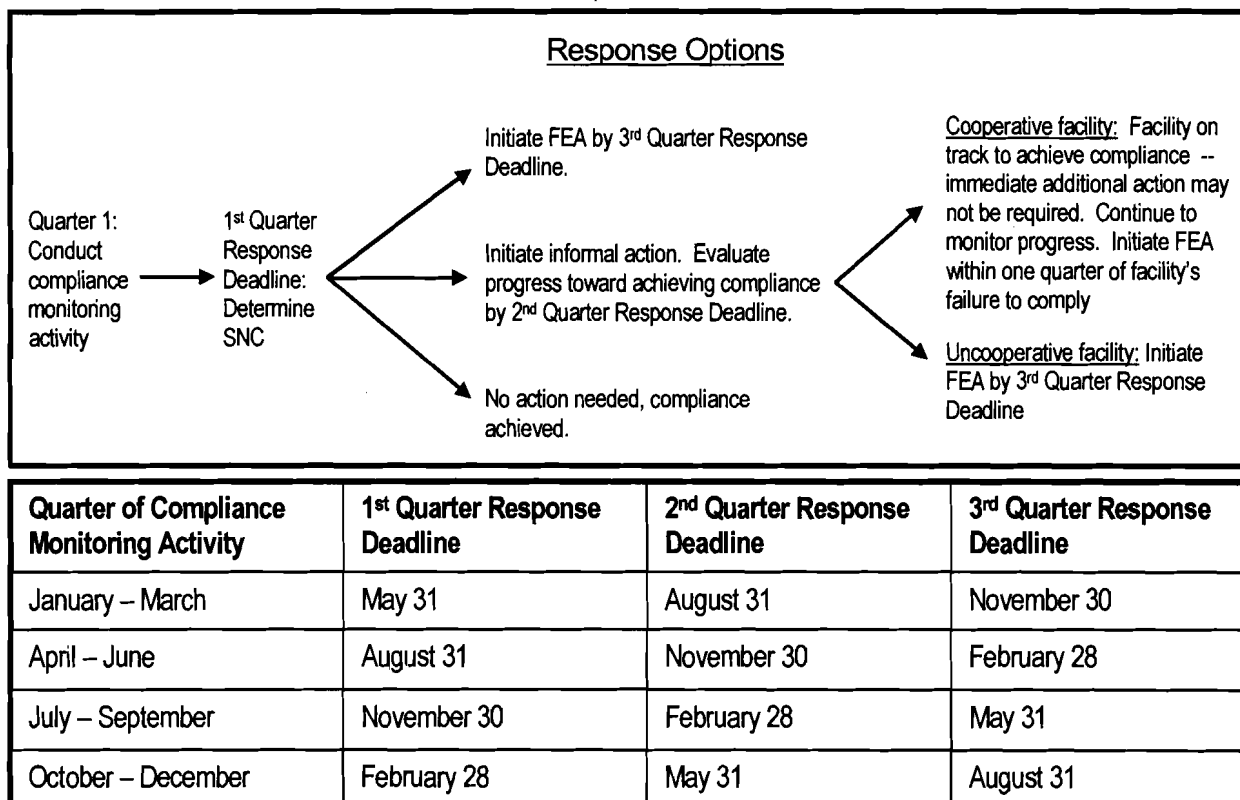 Response Options
Quarter 1:
Conduct
compliance
monitoring
activity
1st Quarter
Response
Deadline:
Determine
SNC
Initiate FEA by 3rd Quarter Response
Deadline.
Initiate informal action. Evaluate
progress toward achieving compliance
by 2nd Quarter Response Deadline.
No action needed, compliance
achieved.
Cooperative facility: Facility on
track to achieve compliance --
immediate additional action may
not be required. Continue to
monitor progress. Initiate FEA
within one quarter of facility's
failure to comply
Uncooperative facility: Initiate
FEA by 3rd Quarter Response
Deadline
Quarter of Compliance
Monitoring Activity
1st Quarter Response
Deadline
2nd Quarter Response
Deadline
3rd Quarter Response
Deadline
January – March
May 31
August 31
November 30
April – June
August 31
November 30
February 28
July – September
November 30
February 28
May 31
October – December
February 28
May 31
August 31